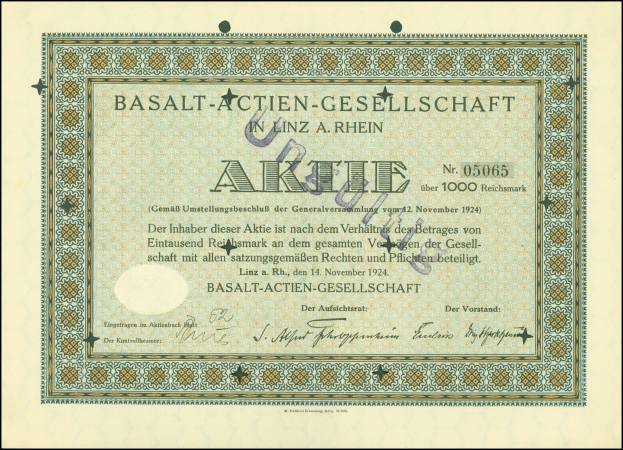 BASALT-ACTIEN-GESELLSCHAFT
IN LINZ A. RHEIN
Ungültig
AKTIE
Nr. 05065
über 1000 Reichsmark
(Gemäß Umstellungsbeschluß der Generalversammlung vom 12. November 1924)
Der Inhaber dieser Aktie ist nach dem Verhältnis des Betrages von
Eintausend Reichsmark an dem gesamten Vermögen der Gesell-
schaft mit allen satzungsgemäßen Rechten und Pflichten beteiligt.
Linz a. Rh., den 14. November 1924.
BASALT-ACTIEN-GESELLSCHAFT
Der Aufsichtsrat:
Der Vorstand:
Eingetragen im Aktienbuch Blatt 62
Der Kontrollbeamte: